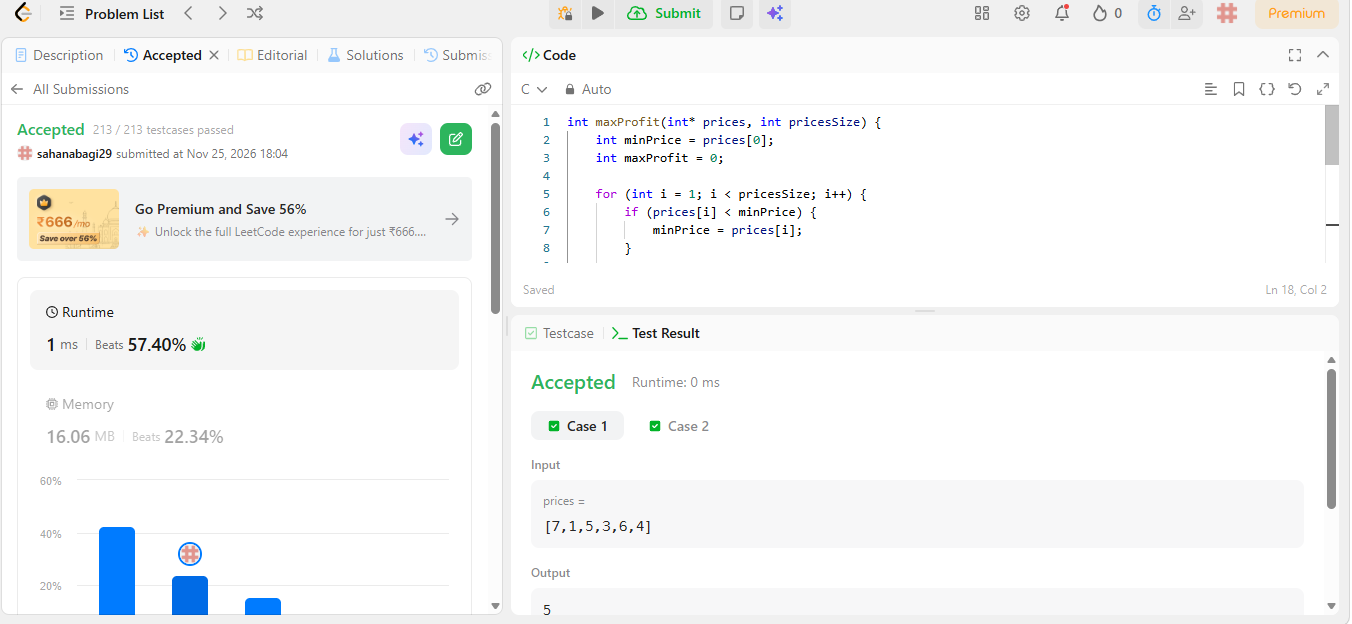 Problem List
Submit
0
Premium
Description
Accepted
Editorial
Solutions
Submis
All Submissions
Accepted 213 / 213 testcases passed
sahanabagi29 submitted at Nov 25, 2026 18:04
₹666/mo
Save over 56%
Go Premium and Save 56%
✨ Unlock the full LeetCode experience for just ₹666....
Runtime
1 ms Beats 57.40%
Memory
16.06 MB Beats 22.34%
60%
40%
20%
</> Code
C Auto
1 int maxProfit(int* prices, int pricesSize) {
2 int minPrice = prices[0];
3 int maxProfit = 0;
4
5 for (int i = 1; i < pricesSize; i++) {
6 if (prices[i] < minPrice) {
7 minPrice = prices[i];
8 }
Saved
Ln 18, Col 2
Testcase
Test Result
Accepted Runtime: 0 ms
Case 1
Case 2
Input
prices =
[7,1,5,3,6,4]
Output
5